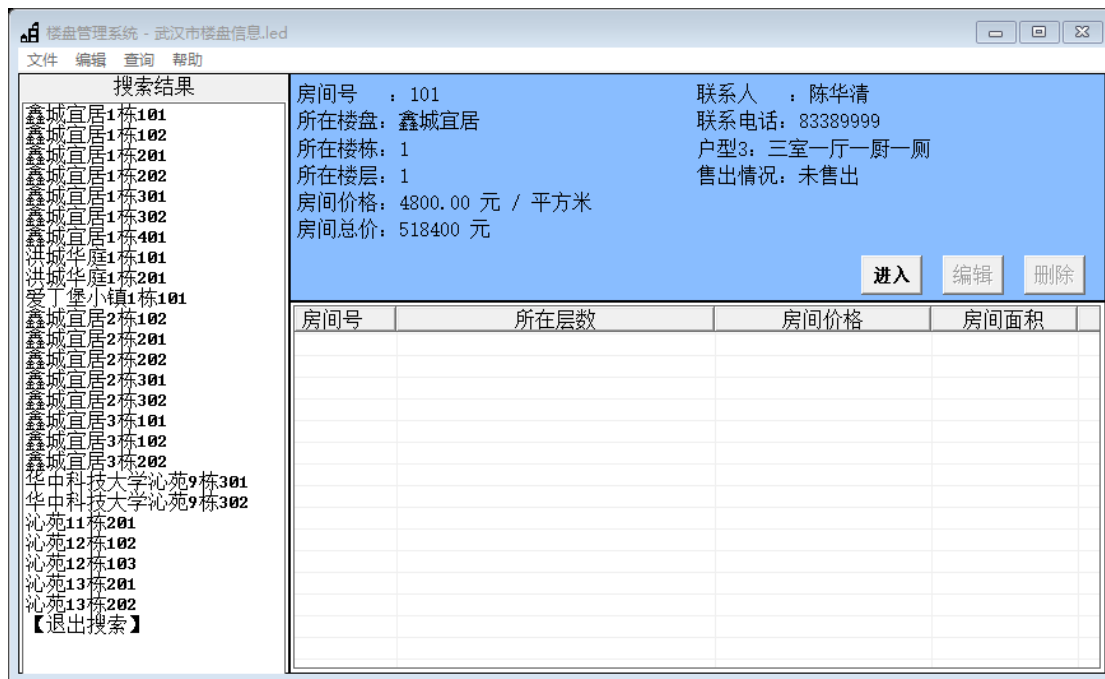 楼盘管理系统 - 武汉市楼盘信息.led
文件 编辑 查询 帮助
搜索结果
鑫城宜居1栋101
鑫城宜居1栋102
鑫城宜居1栋201
鑫城宜居1栋202
鑫城宜居1栋301
鑫城宜居1栋302
鑫城宜居1栋401
洪城华庭1栋101
洪城华庭1栋201
爱丁堡小镇1栋101
鑫城宜居2栋102
鑫城宜居2栋201
鑫城宜居2栋202
鑫城宜居2栋301
鑫城宜居2栋302
鑫城宜居3栋101
鑫城宜居3栋102
鑫城宜居3栋202
华中科技大学沁苑9栋301
华中科技大学沁苑9栋302
沁苑11栋201
沁苑12栋102
沁苑12栋103
沁苑13栋201
沁苑13栋202
【退出搜索】
房间号 : 101
所在楼盘: 鑫城宜居
所在楼栋: 1
所在楼层: 1
房间价格: 4800.00 元 / 平方米
房间总价: 518400 元
联系人 : 陈华清
联系电话: 83389999
户型3: 三室一厅一厨一厕
售出情况: 未售出
进入 编辑 删除
房间号 所在层数 房间价格 房间面积